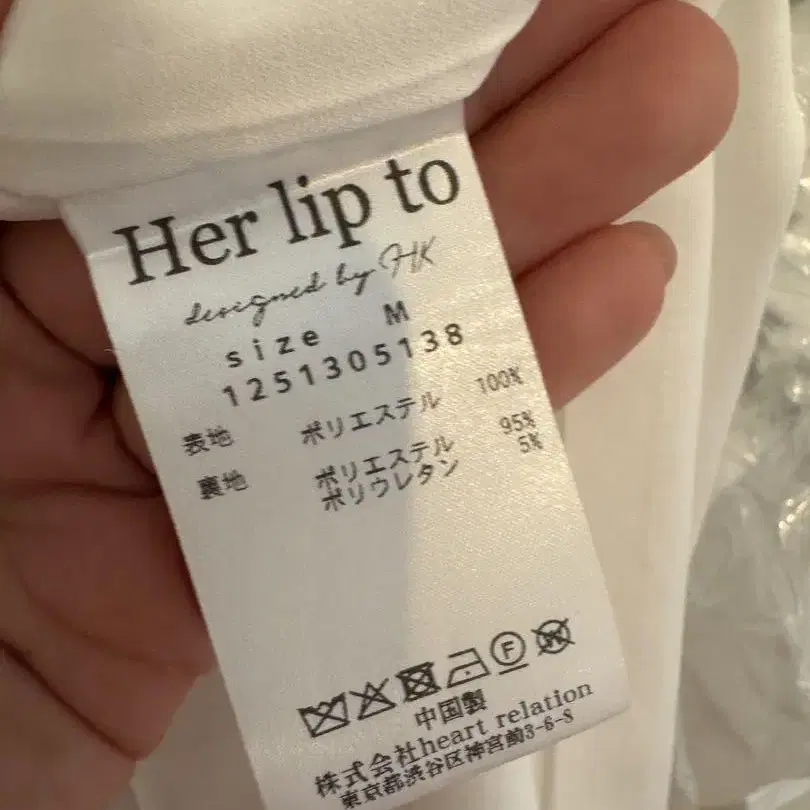 Her lip to
designed by HK
size M
1251305138
表地 ポリエステル 100%
裏地 ポリエステル 95%
ポリウレタン 5%
F W
中国製
株式会社heart relation
東京都渋谷区神宮前3-6-8